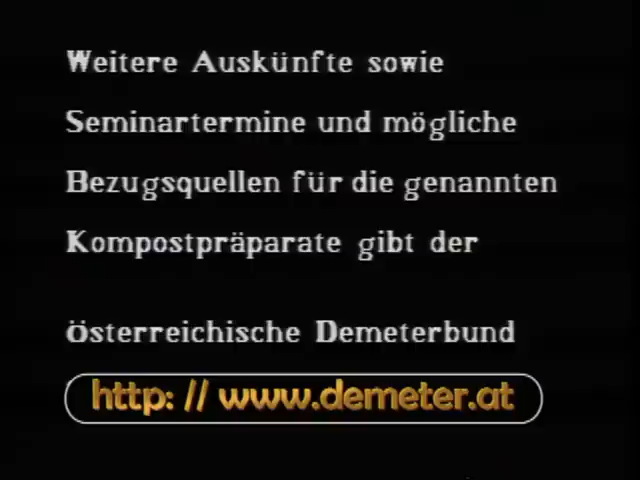 Weitere Auskünfte sowie
Seminartermine und mögliche
Bezugsquellen für die genannten
Kompostpräparate gibt der
österreichische Demeterbund
http: // www.demeter.at